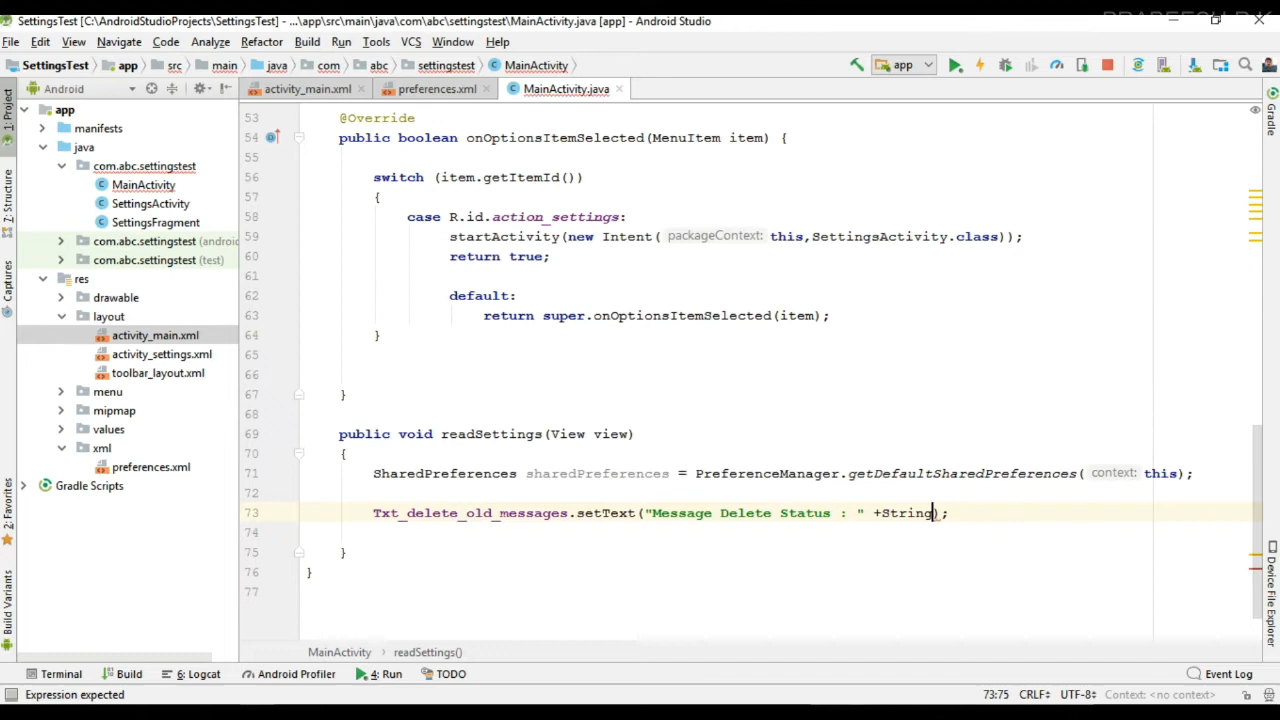 SettingsTest [C:\AndroidStudioProjects\SettingsTest] - ...\app\src\main\java\com\abc\settingstest\MainActivity.java [app] - Android Studio
File Edit View Navigate Code Analyze Refactor Build Run Tools VCS Window Help
SettingsTest app src main java com abc settingstest MainActivity app
Android activity_main.xml preferences.xml MainActivity.java
1: Project
7: Structure
Captures
2: Favorites
Build Variants
app
manifests
java
com.abc.settingstest
MainActivity
SettingsActivity
SettingsFragment
com.abc.settingstest (android
com.abc.settingstest (test)
res
drawable
layout
activity_main.xml
activity_settings.xml
toolbar_layout.xml
menu
mipmap
values
xml
preferences.xml
Gradle Scripts
53 @Override
54 public boolean onOptionsItemSelected(MenuItem item) {
55
56 switch (item.getItemId())
57 {
58 case R.id.action_settings:
59 startActivity(new Intent( packageContext: this,SettingsActivity.class));
60 return true;
61
62 default:
63 return super.onOptionsItemSelected(item);
64 }
65
66
67 }
68
69 public void readSettings(View view)
70 {
71 SharedPreferences sharedPreferences = PreferenceManager.getDefaultSharedPreferences( context: this);
72
73 Txt_delete_old_messages.setText("Message Delete Status : " +String);
74
75 }
76 }
77
Gradle
Device File Explorer
MainActivity readSettings()
Terminal Build 6: Logcat Android Profiler 4: Run TODO Event Log
Expression expected 73:75 CRLF UTF-8 Context: <no context>